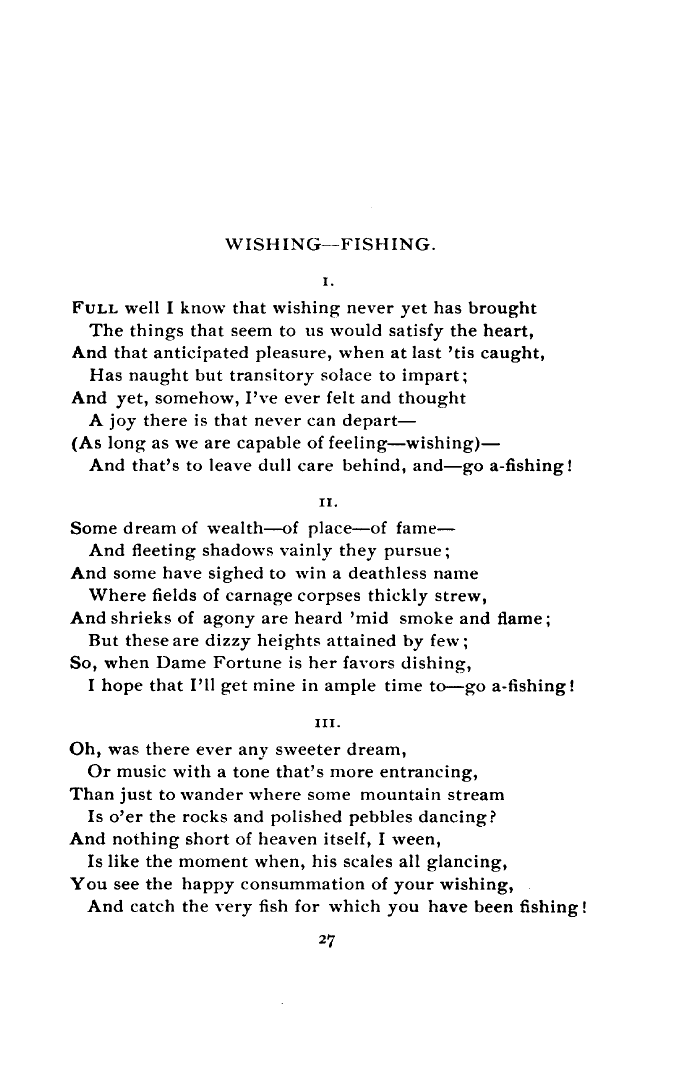 WISHING—FISHING.
I.
FULL well I know that wishing never yet has brought
The things that seem to us would satisfy the heart,
And that anticipated pleasure, when at last 'tis caught,
Has naught but transitory solace to impart;
And yet, somehow, I've ever felt and thought
A joy there is that never can depart—
(As long as we are capable of feeling—wishing)—
And that's to leave dull care behind, and—go a-fishing!
II.
Some dream of wealth—of place—of fame—
And fleeting shadows vainly they pursue;
And some have sighed to win a deathless name
Where fields of carnage corpses thickly strew,
And shrieks of agony are heard 'mid smoke and flame;
But these are dizzy heights attained by few;
So, when Dame Fortune is her favors dishing,
I hope that I'll get mine in ample time to—go a-fishing!
III.
Oh, was there ever any sweeter dream,
Or music with a tone that's more entrancing,
Than just to wander where some mountain stream
Is o'er the rocks and polished pebbles dancing?
And nothing short of heaven itself, I ween,
Is like the moment when, his scales all glancing,
You see the happy consummation of your wishing,
And catch the very fish for which you have been fishing!
27